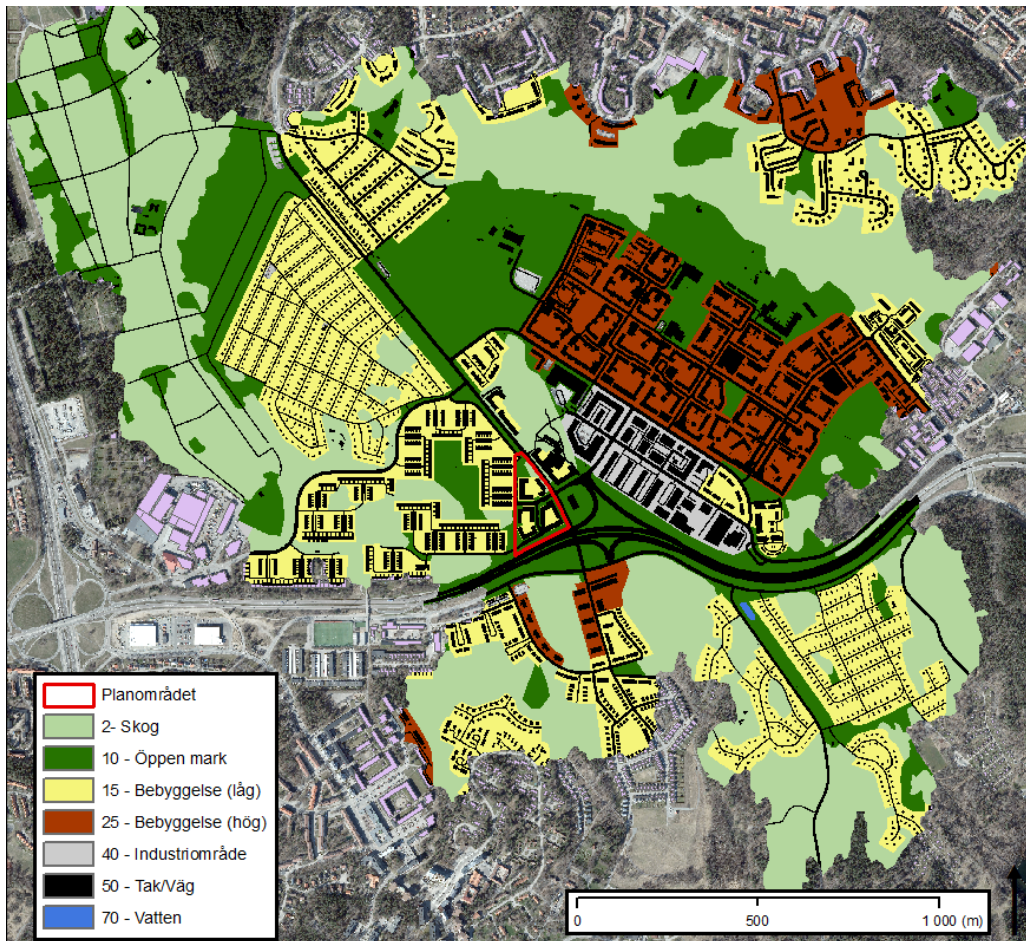 Planområdet
2- Skog
10 - Öppen mark
15 - Bebyggelse (låg)
25 - Bebyggelse (hög)
40 - Industriområde
50 - Tak/Väg
70 - Vatten
0 500 1 000 (m)